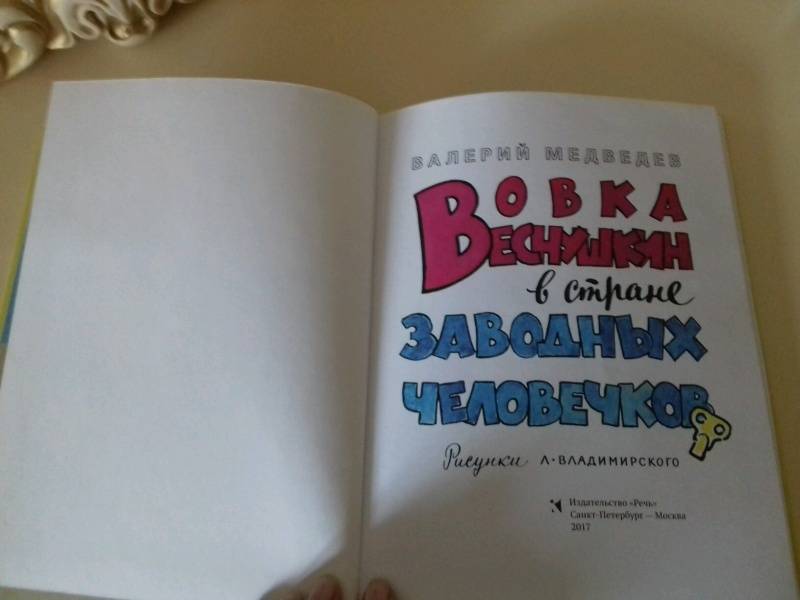 ВАЛЕРИЙ МЕДВЕДЕВ
ВОВКА
ВЕСНУШКИН
в стране
ЗАВОДНЫХ
ЧЕЛОВЕЧКОВ
Рисунки Л. ВЛАДИМИРСКОГО
Издательство «Речь»
Санкт-Петербург — Москва
2017